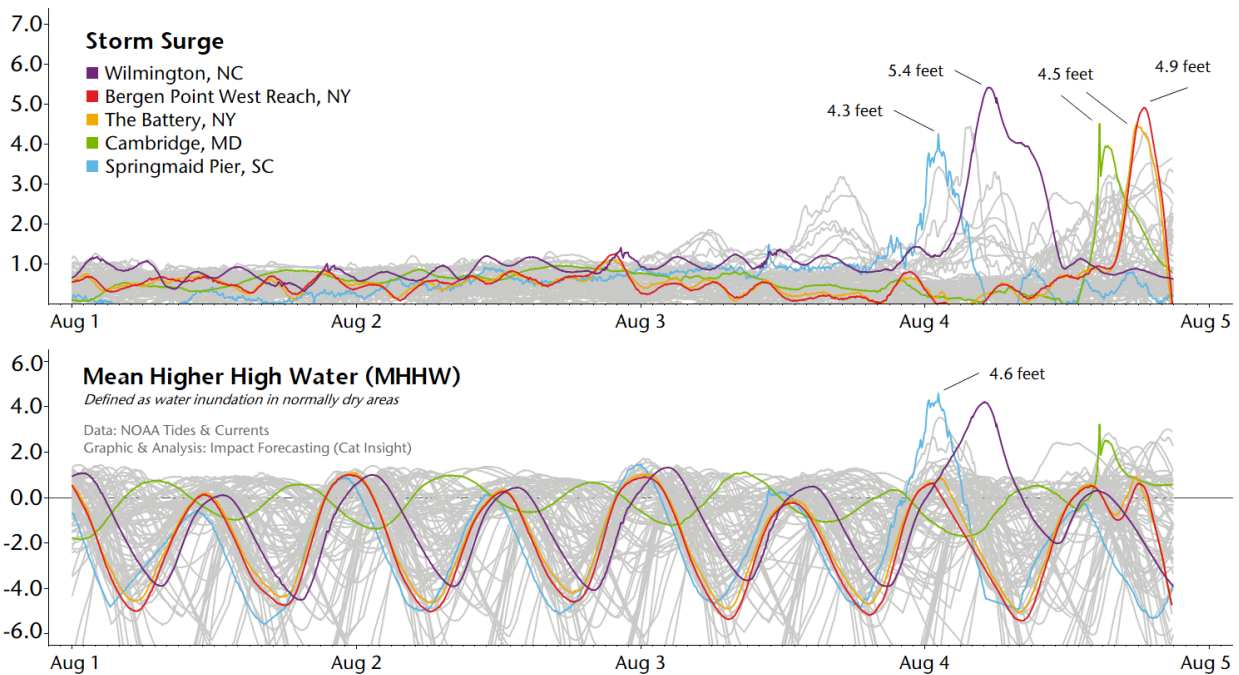 7.0
Storm Surge
6.0
Wilmington, NC
5.4 feet
4.5 feet
4.9 feet
5.0
Bergen Point West Reach, NY
4.3 feet
The Battery, NY
4.0
Cambridge, MD
Springmaid Pier, SC
3.0
2.0
1.0
Aug 1 Aug 2 Aug 3 Aug 4 Aug 5
6.0
Mean Higher High Water (MHHW)
4.6 feet
Defined as water inundation in normally dry areas
4.0
Data: NOAA Tides & Currents
Graphic & Analysis: Impact Forecasting (Cat Insight)
2.0
0.0
-2.0
-4.0
-6.0
Aug 1 Aug 2 Aug 3 Aug 4 Aug 5